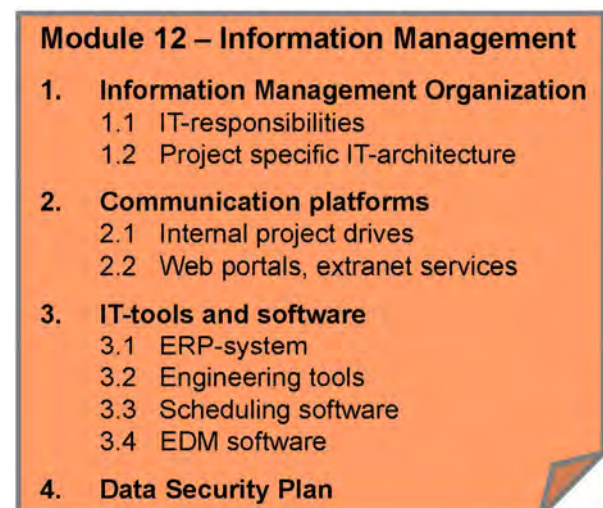 Module 12 – Information Management
1. Information Management Organization
1.1 IT-responsibilities
1.2 Project specific IT-architecture
2. Communication platforms
2.1 Internal project drives
2.2 Web portals, extranet services
3. IT-tools and software
3.1 ERP-system
3.2 Engineering tools
3.3 Scheduling software
3.4 EDM software
4. Data Security Plan